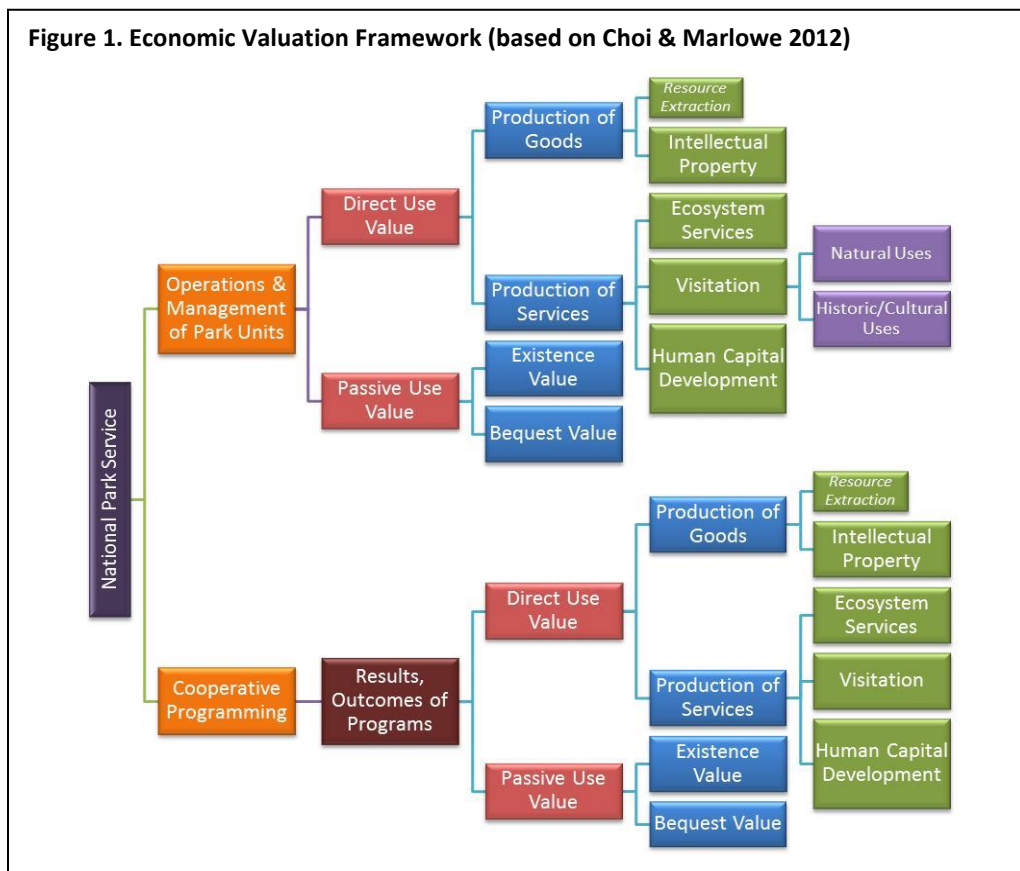 Figure 1. Economic Valuation Framework (based on Choi & Marlowe 2012)
National Park Service
Operations &
Management
of Park Units
Direct Use
Value
Production of
Goods
Resource
Extraction
Intellectual
Property
Production of
Services
Ecosystem
Services
Visitation
Natural Uses
Historic/Cultural
Uses
Human Capital
Development
Passive Use
Value
Existence
Value
Bequest Value
Cooperative
Programming
Results,
Outcomes of
Programs
Direct Use
Value
Production of
Goods
Resource
Extraction
Intellectual
Property
Production of
Services
Ecosystem
Services
Visitation
Human Capital
Development
Passive Use
Value
Existence
Value
Bequest Value